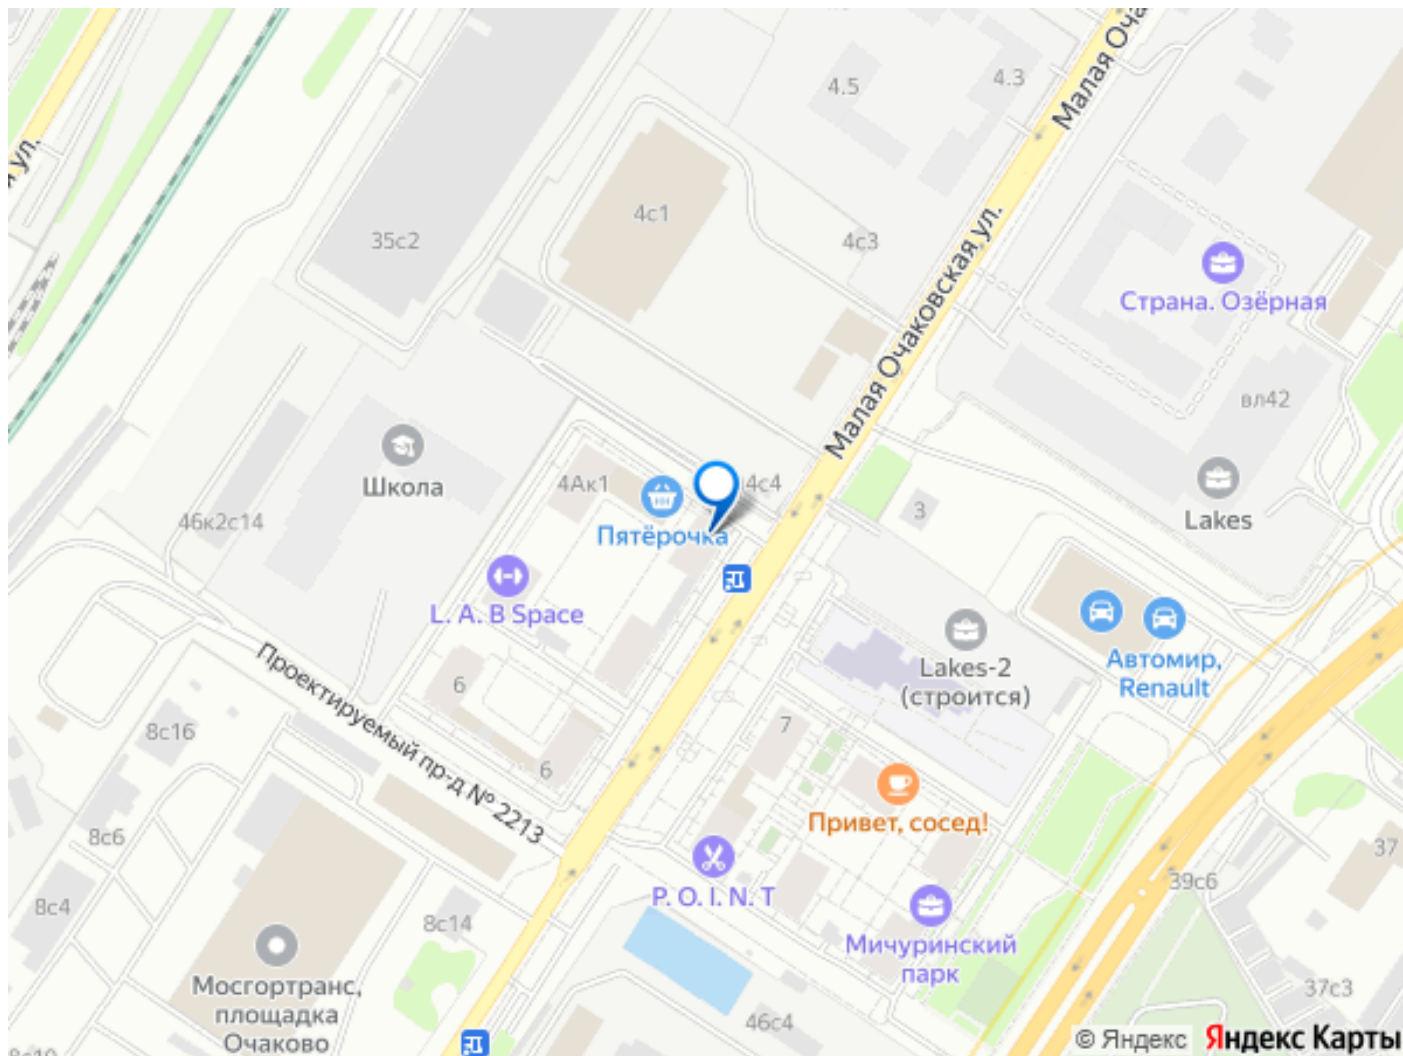 Малая Оча
4.5
4.3
я ул.
4с1
35с2
4с3
Малая Очаковская ул.
Страна. Озёрная
вл42
Школа
4Ак1
4с4
3
Lakes
46к2с14
Пятёрочка
L. A. B Space
Lakes-2
(строится)
Автомир,
Renault
Проектируемый пр-д № 2213
6
6
7
8с16
Привет, сосед!
8с6
37
P. O. I. N. T
39с6
8с4
8с14
Мичуринский
парк
Мосгортранс,
площадка
Очаково
46с4
37с3
© Яндекс
Яндекс Карты